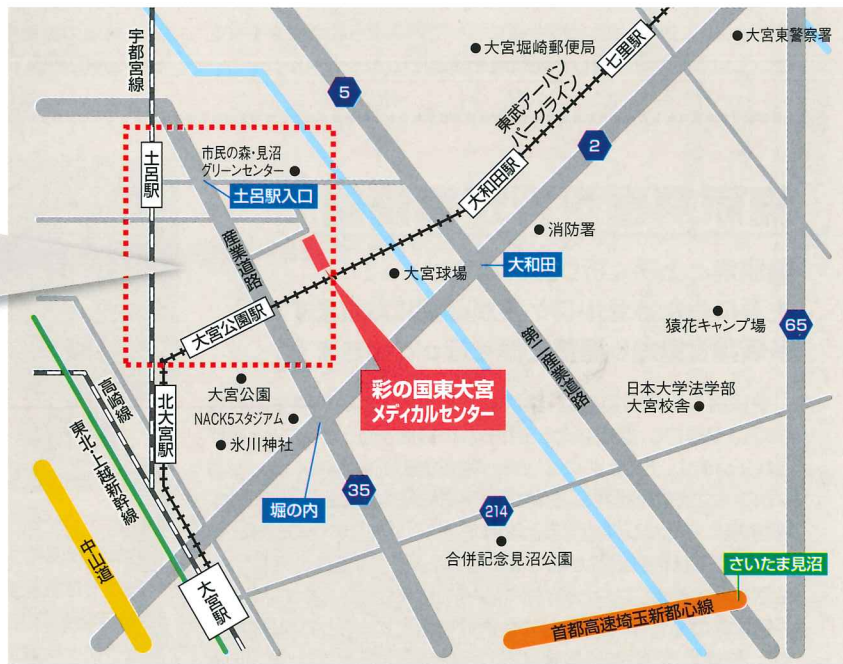 宇都宮線
大宮堀崎郵便局
七里駅
大宮東警察署
5
東武アーバン
パークライン
2
土呂駅
市民の森・見沼
グリーンセンター
大和田駅
土呂駅入口
消防署
産業道路
大宮球場
大和田
大宮公園駅
猿花キャンプ場
65
第二産業道路
彩の国東大宮
メディカルセンター
大宮公園
高崎線
北大宮駅
NACK5スタジアム
日本大学法学部
大宮校舎
東北・上越新幹線
氷川神社
35
堀の内
214
中山道
合併記念見沼公園
さいたま見沼
大宮駅
首都高速埼玉新都心線